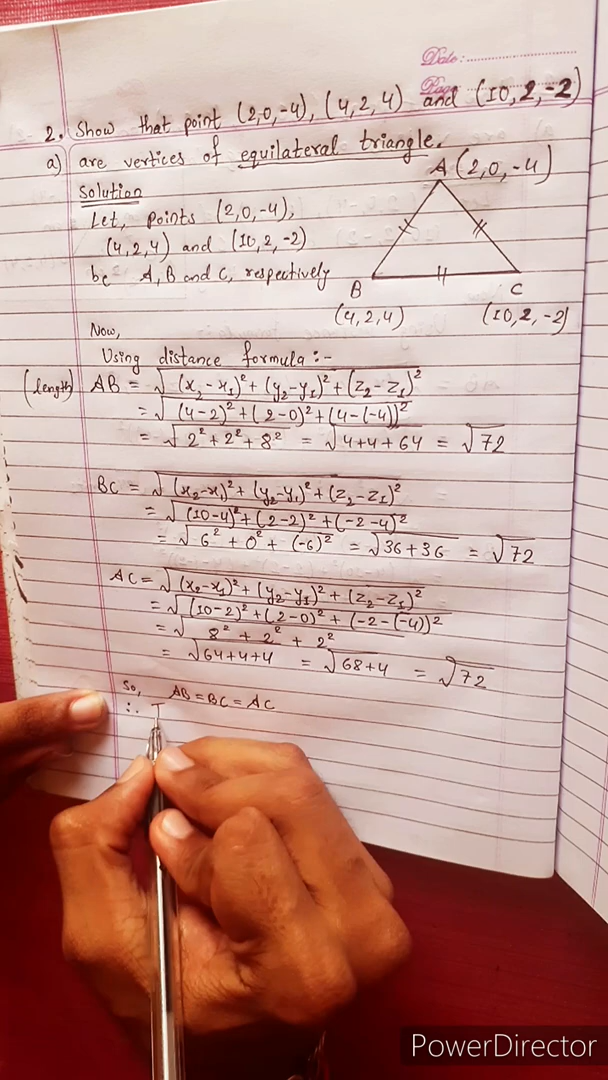 Date:
Page
2. Show that point (2,0,-4), (4,2,4) and (10,2,-2)
a) are vertices of equilateral triangle.
A (2,0,-4)
Solution
Let, points (2,0,-4),
(4,2,4) and (10,2,-2)
be A, B and C, respectively
B
C
(4,2,4)
(10,2,-2)
Now,
Using distance formula :-
(length) AB = √(x₂-x₁)²+(y₂-y₁)²+(z₂-z₁)²
= √(4-2)²+(2-0)²+(4-(-4))²
= √2²+2²+8² = √4+4+64 = √72
BC = √(x₂-x₁)²+(y₂-y₁)²+(z₂-z₁)²
= √(10-4)²+(2-2)²+(-2-4)²
= √6²+0²+(-6)² = √36+36 = √72
AC = √(x₂-x₁)²+(y₂-y₁)²+(z₂-z₁)²
= √(10-2)²+(2-0)²+(-2-(-4))²
= √8²+2²+2²
= √64+4+4 = √68+4 = √72
So, AB = BC = AC
∴ T
PowerDirector